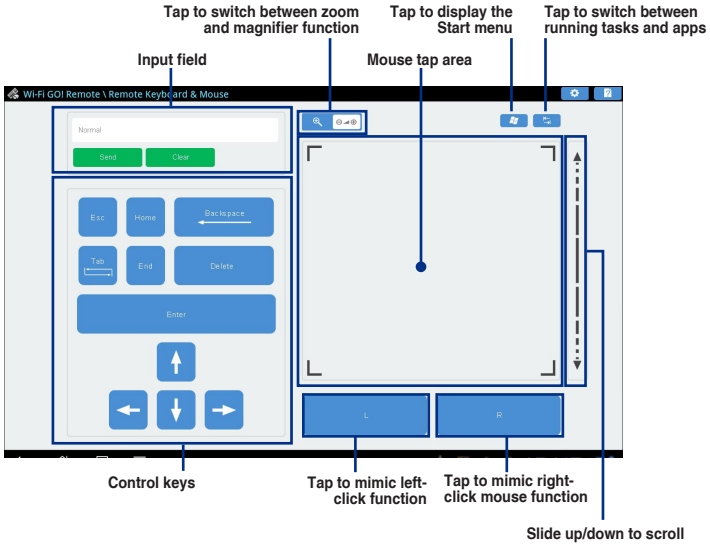 Tap to switch between zoom
and magnifier function
Tap to display the
Start menu
Tap to switch between
running tasks and apps
Input field
Mouse tap area
Wi-Fi GO! Remote \ Remote Keyboard & Mouse
Normal
Send
Clear
Esc
Home
Backspace
Tab
End
Delete
Enter
L
R
Control keys
Tap to mimic left-
click function
Tap to mimic right-
click mouse function
Slide up/down to scroll